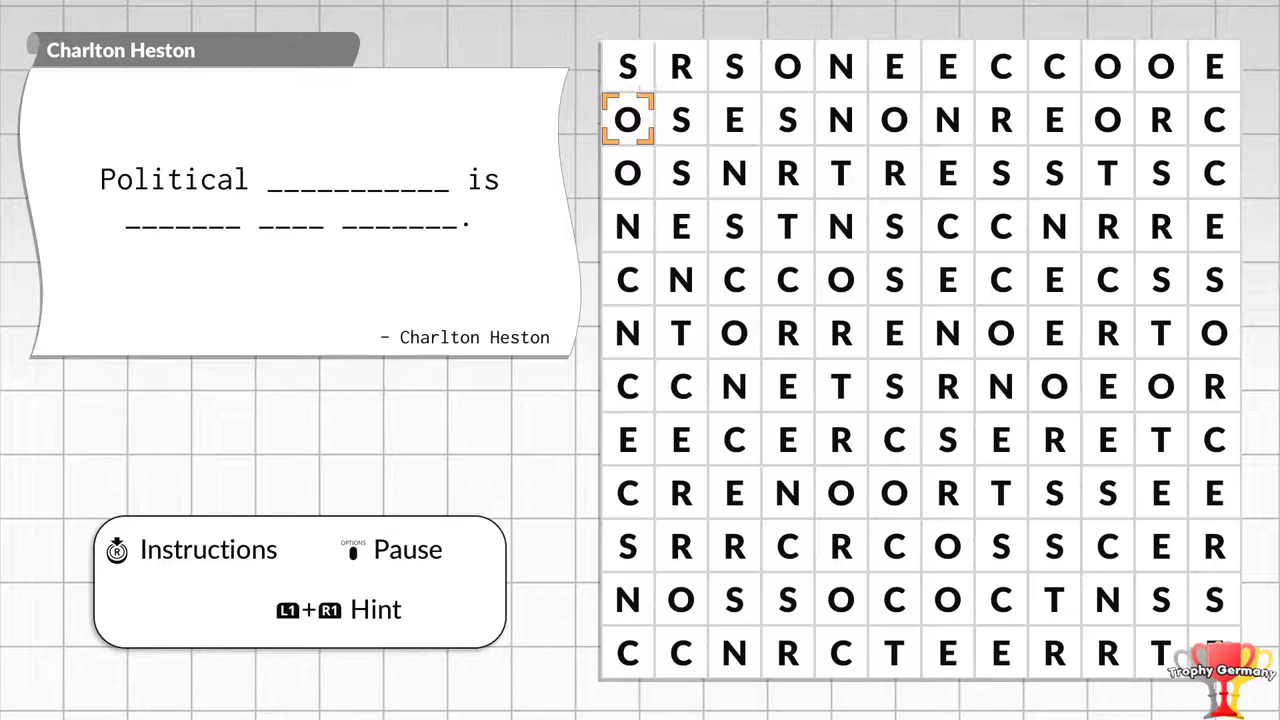 Charlton Heston
Political ___________ is
_______ ____ _______.
– Charlton Heston
Instructions
OPTIONS
Pause
L1+R1 Hint
S R S O N E E C C O O E
O S E S N O N R E O R C
O S N R T R E S S T S C
N E S T N S C C N R R E
C N C C O S E C E C S S
N T O R R E N O E R T O
C C N E T S R N O E O R
E E C E R C S E R E T C
C R E N O O R T S S E E
S R R C R C O S S C E R
N O S S O C O C T N S S
C C N R C T E E R R T
Trophy Germany